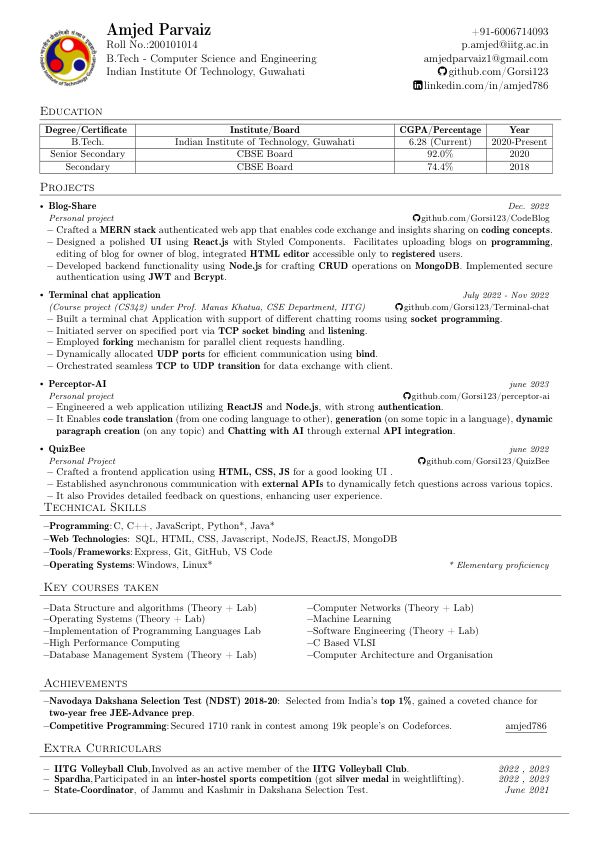 Amjed Parvaiz
Roll No.:200101014
B.Tech - Computer Science and Engineering
Indian Institute Of Technology, Guwahati
+91-6006714093
p.amjed@iitg.ac.in
amjedparvaiz1@gmail.com
github.com/Gorsi123
linkedin.com/in/amjed786
Education
Degree/Certificate Institute/Board CGPA/Percentage Year
B.Tech. Indian Institute of Technology, Guwahati 6.28 (Current) 2020-Present
Senior Secondary CBSE Board 92.0% 2020
Secondary CBSE Board 74.4% 2018
Projects
• Blog-Share Dec. 2022
Personal project github.com/Gorsi123/CodeBlog
– Crafted a MERN stack authenticated web app that enables code exchange and insights sharing on coding concepts.
– Designed a polished UI using React.js with Styled Components. Facilitates uploading blogs on programming,
editing of blog for owner of blog, integrated HTML editor accessible only to registered users.
– Developed backend functionality using Node.js for crafting CRUD operations on MongoDB. Implemented secure
authentication using JWT and Bcrypt.
• Terminal chat application July 2022 - Nov 2022
(Course project (CS342) under Prof. Manas Khatua, CSE Department, IITG) github.com/Gorsi123/Terminal-chat
– Built a terminal chat Application with support of different chatting rooms using socket programming.
– Initiated server on specified port via TCP socket binding and listening.
– Employed forking mechanism for parallel client requests handling.
– Dynamically allocated UDP ports for efficient communication using bind.
– Orchestrated seamless TCP to UDP transition for data exchange with client.
• Perceptor-AI june 2023
Personal project github.com/Gorsi123/perceptor-ai
– Engineered a web application utilizing ReactJS and Node.js, with strong authentication.
– It Enables code translation (from one coding language to other), generation (on some topic in a language), dynamic
paragraph creation (on any topic) and Chatting with AI through external API integration.
• QuizBee june 2022
Personal Project github.com/Gorsi123/QuizBee
– Crafted a frontend application using HTML, CSS, JS for a good looking UI .
– Established asynchronous communication with external APIs to dynamically fetch questions across various topics.
– It also Provides detailed feedback on questions, enhancing user experience.
Technical Skills
–Programming: C, C++, JavaScript, Python*, Java*
–Web Technologies: SQL, HTML, CSS, Javascript, NodeJS, ReactJS, MongoDB
–Tools/Frameworks: Express, Git, GitHub, VS Code
–Operating Systems: Windows, Linux* * Elementary proficiency
Key courses taken
–Data Structure and algorithms (Theory + Lab)
–Operating Systems (Theory + Lab)
–Implementation of Programming Languages Lab
–High Performance Computing
–Database Management System (Theory + Lab)
–Computer Networks (Theory + Lab)
–Machine Learning
–Software Engineering (Theory + Lab)
–C Based VLSI
–Computer Architecture and Organisation
Achievements
–Navodaya Dakshana Selection Test (NDST) 2018-20: Selected from India's top 1%, gained a coveted chance for
two-year free JEE-Advance prep.
–Competitive Programming: Secured 1710 rank in contest among 19k people's on Codeforces. amjed786
Extra Curriculars
– IITG Volleyball Club,Involved as an active member of the IITG Volleyball Club. 2022 , 2023
– Spardha,Participated in an inter-hostel sports competition (got silver medal in weightlifting). 2022 , 2023
– State-Coordinator, of Jammu and Kashmir in Dakshana Selection Test. June 2021